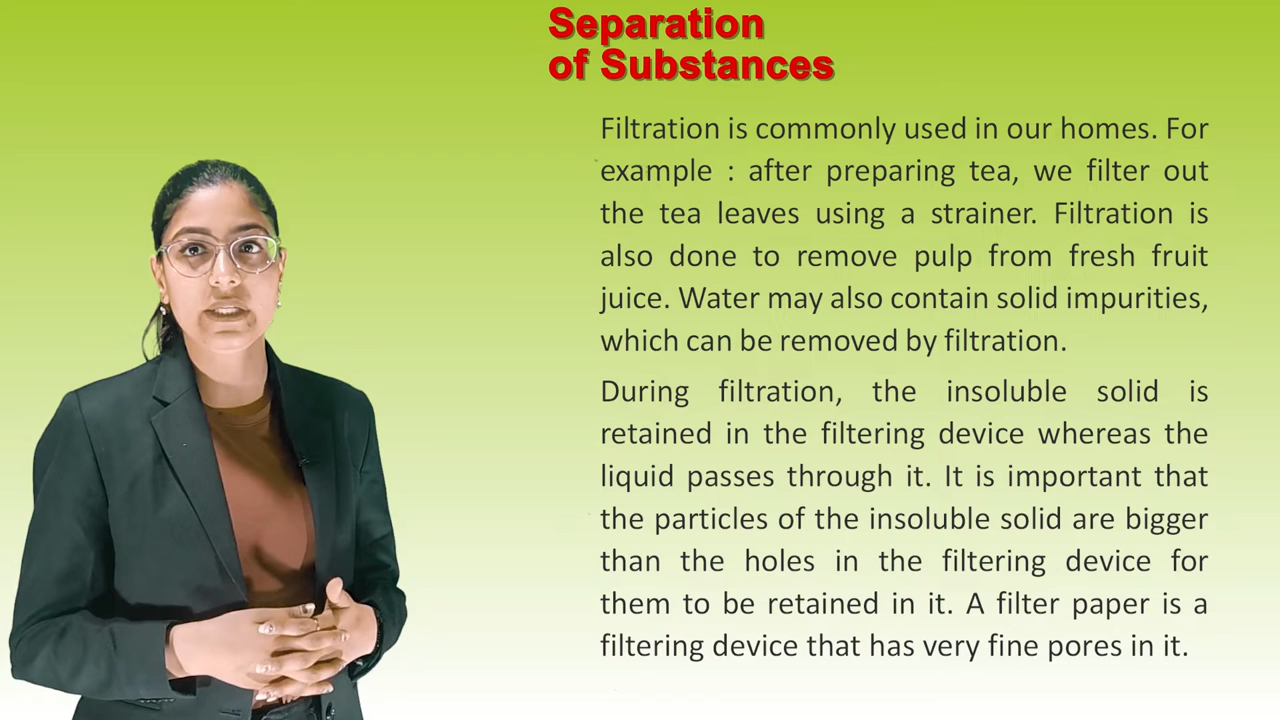 Separation
of Substances
Filtration is commonly used in our homes. For
example : after preparing tea, we filter out
the tea leaves using a strainer. Filtration is
also done to remove pulp from fresh fruit
juice. Water may also contain solid impurities,
which can be removed by filtration.
During filtration, the insoluble solid is
retained in the filtering device whereas the
liquid passes through it. It is important that
the particles of the insoluble solid are bigger
than the holes in the filtering device for
them to be retained in it. A filter paper is a
filtering device that has very fine pores in it.